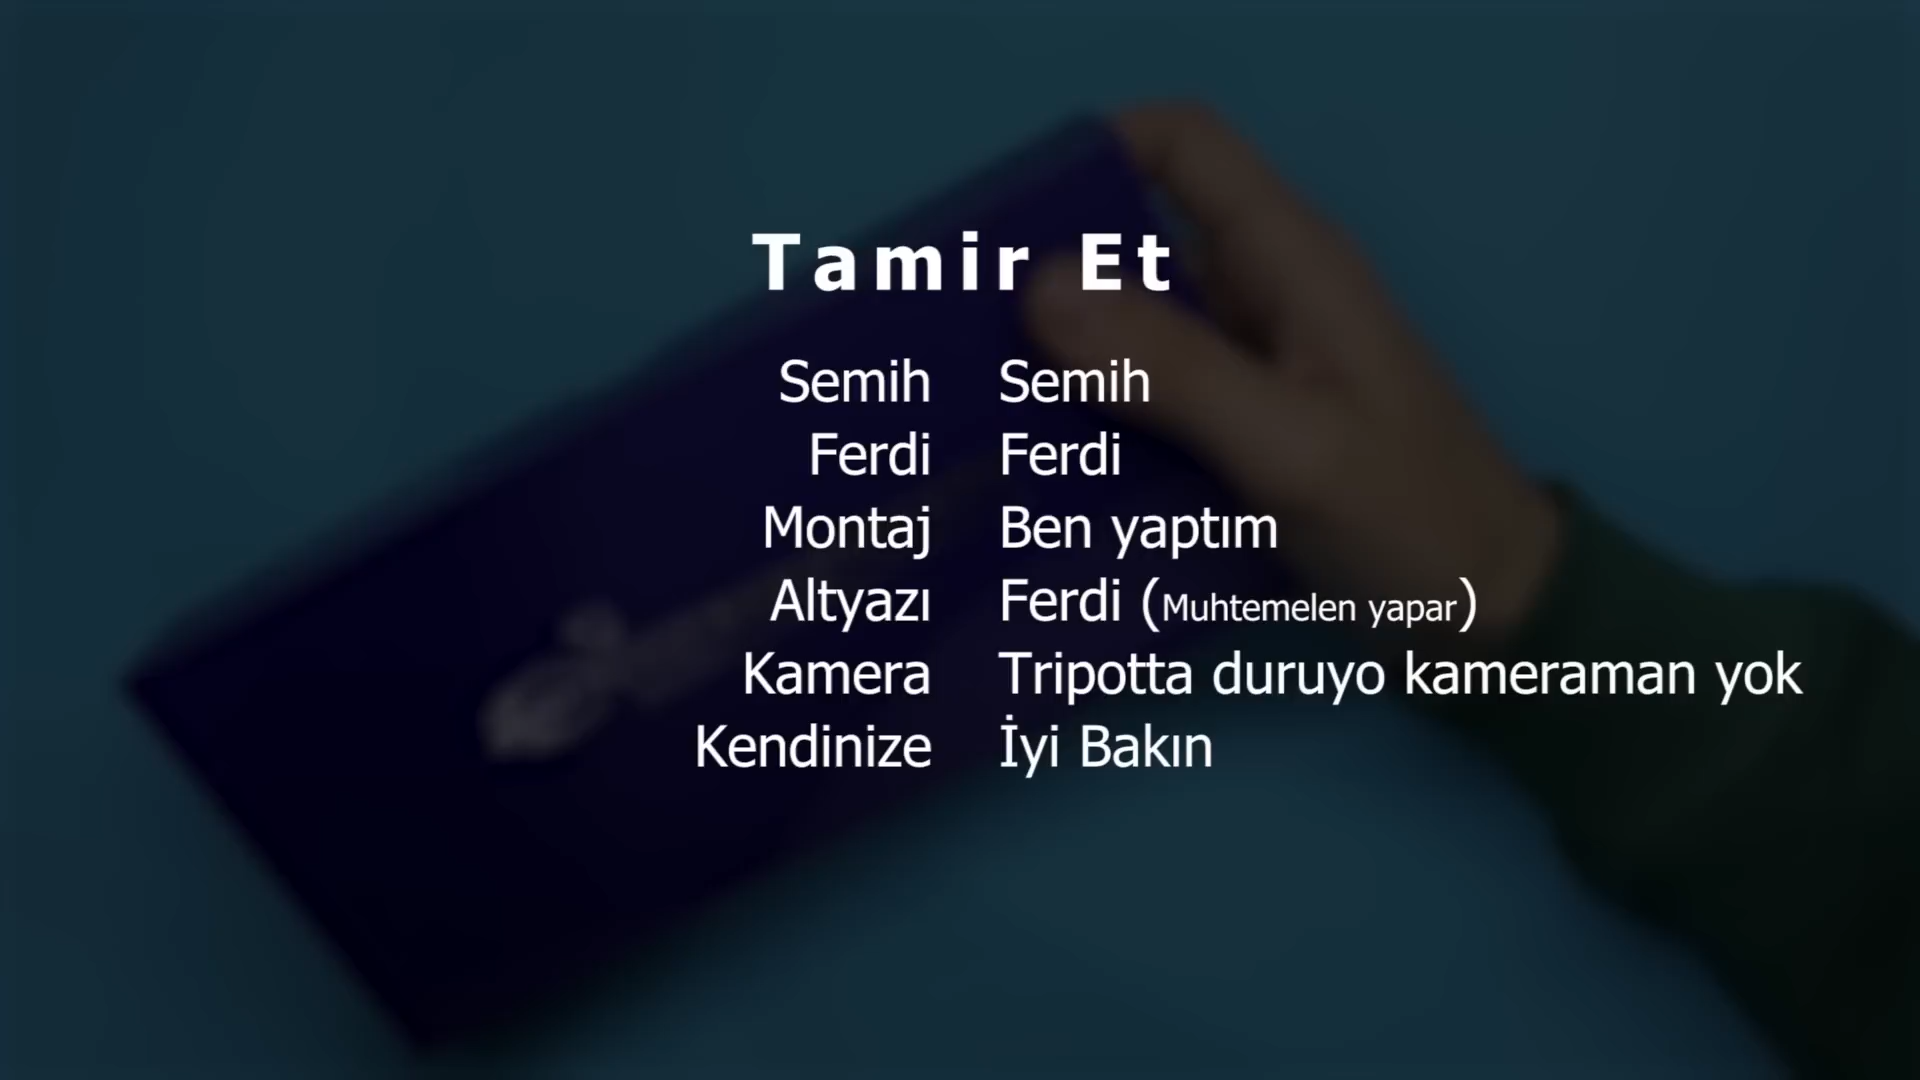 Tamir Et
Semih Semih
Ferdi Ferdi
Montaj Ben yaptım
Altyazı Ferdi (Muhtemelen yapar)
Kamera Tripotta duruyo kameraman yok
Kendinize İyi Bakın